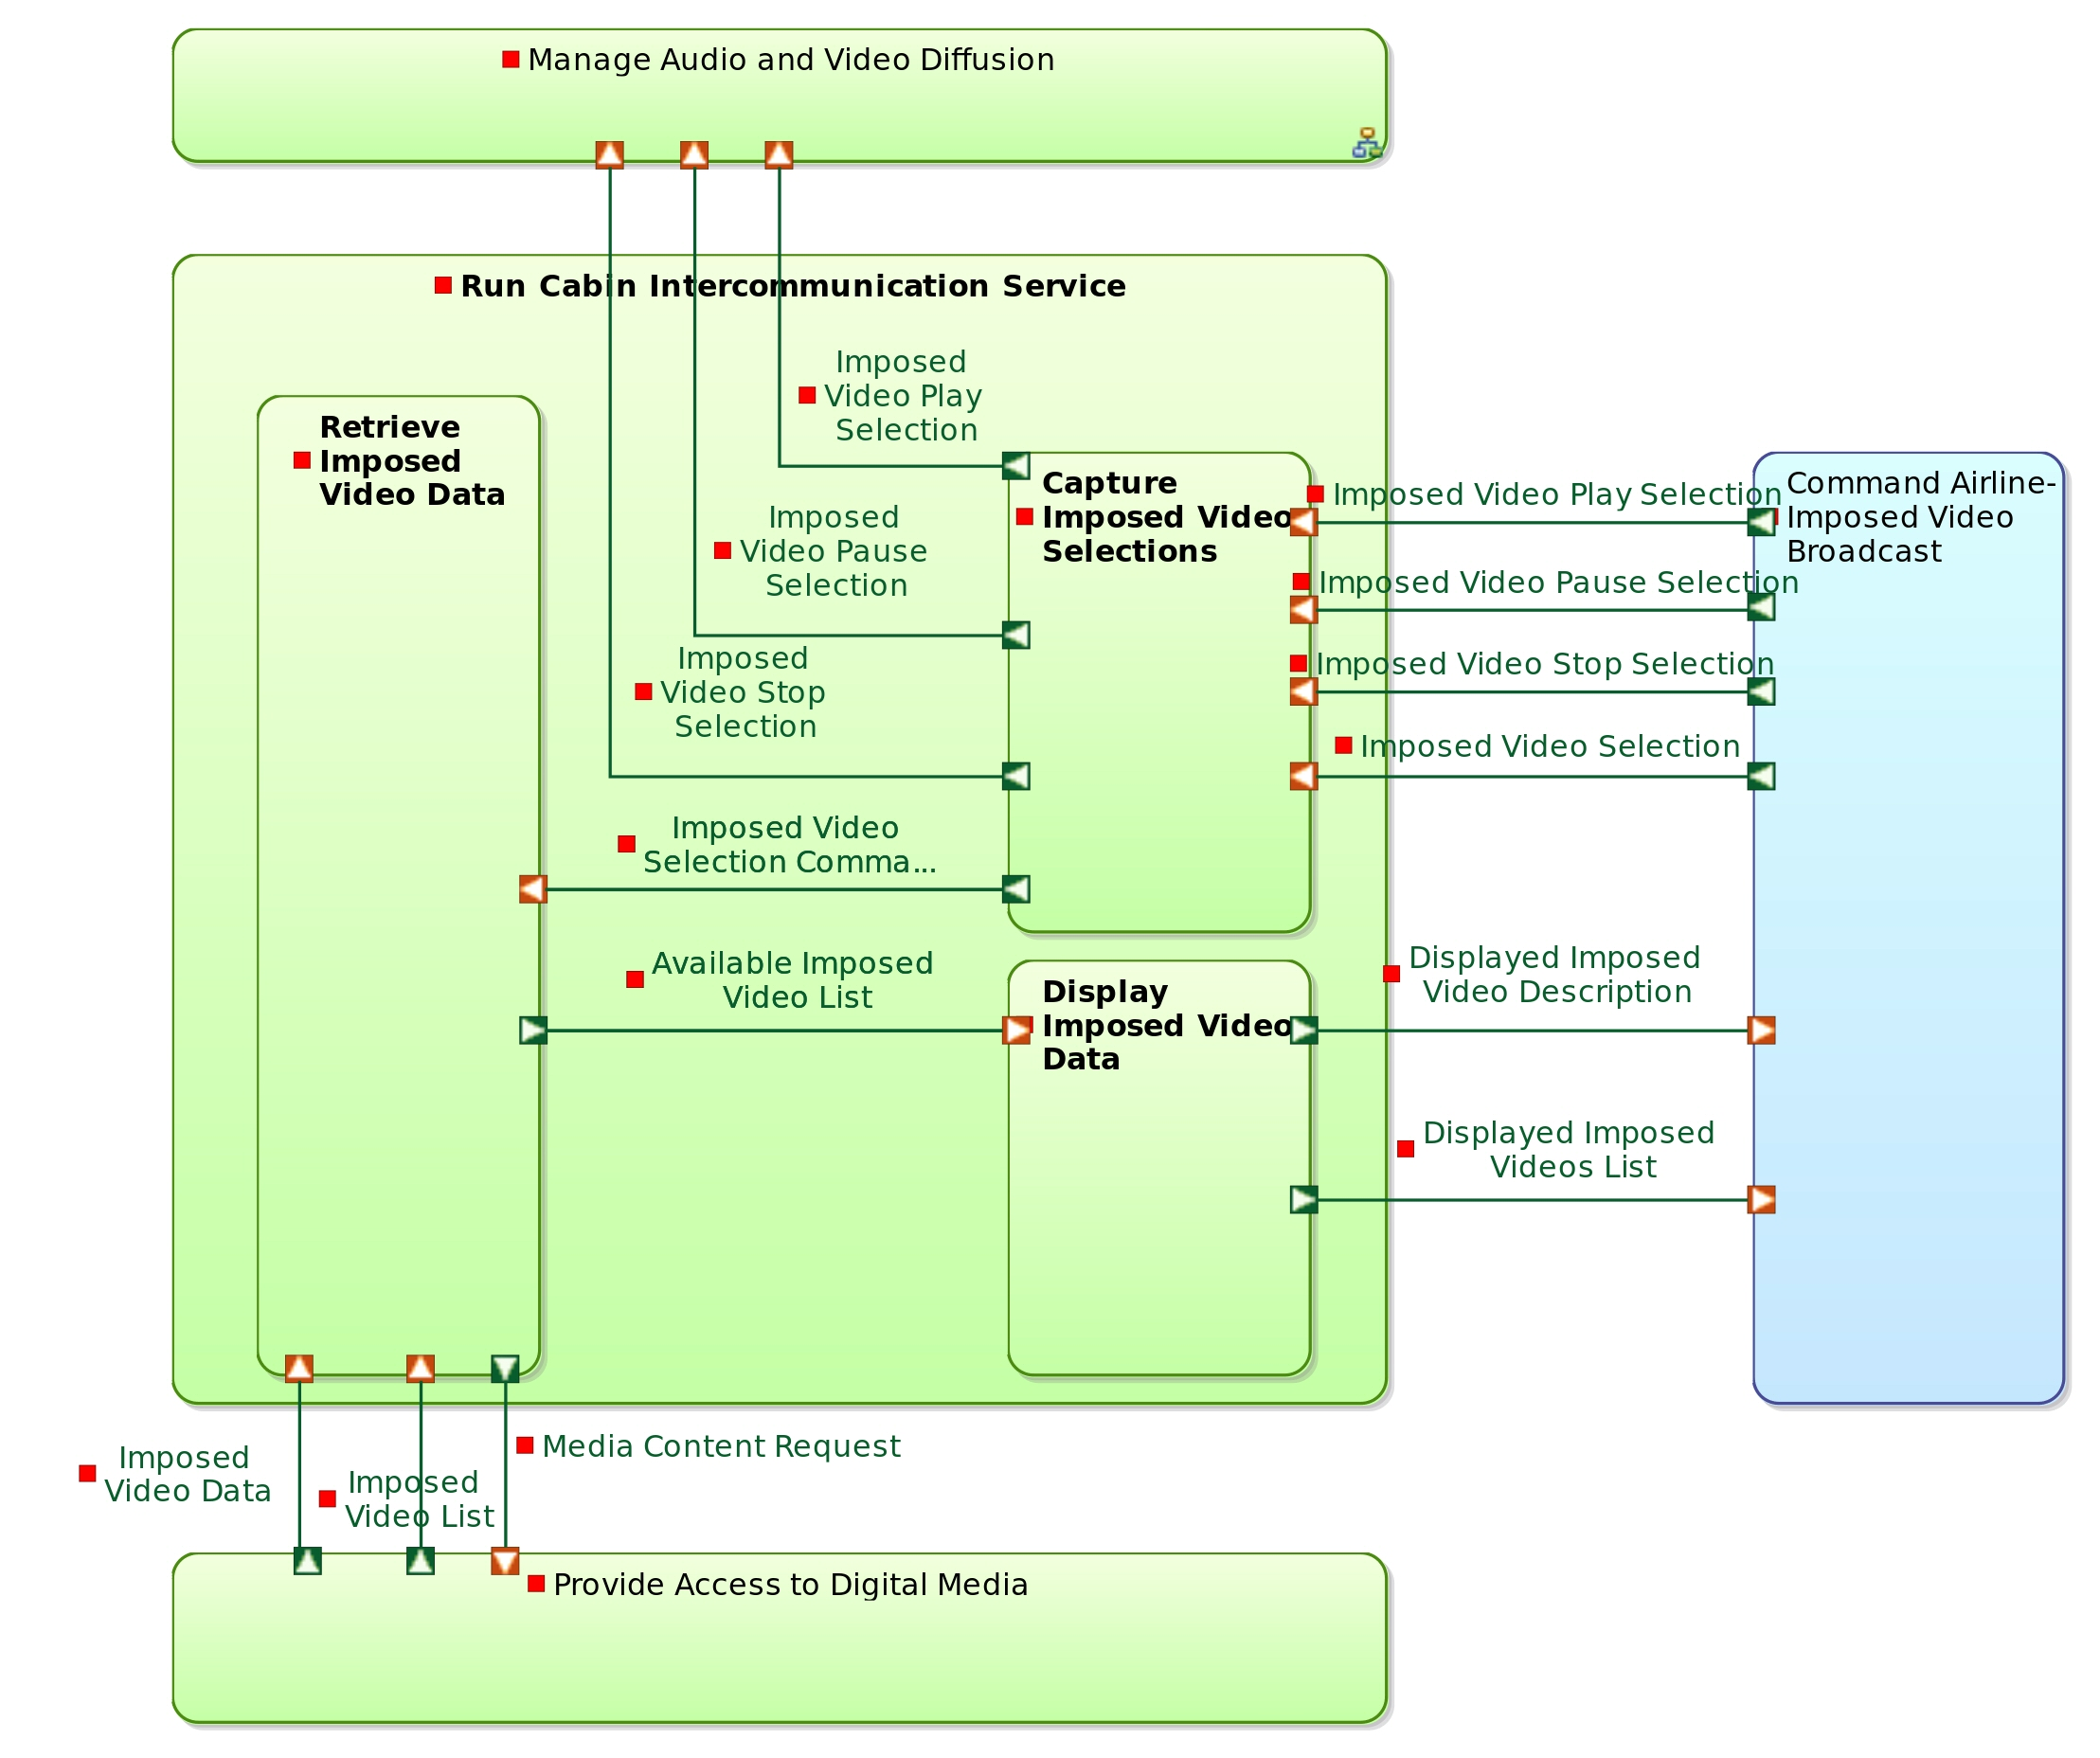 Manage Audio and Video Diffusion
Run Cabin Intercommunication Service
Imposed
Video Play
Selection
Retrieve
Imposed
Video Data
Capture
Imposed Video
Selections
Imposed Video Play Selection
Command Airline-
Imposed Video
Broadcast
Imposed
Video Pause
Selection
Imposed Video Pause Selection
Imposed
Video Stop
Selection
Imposed Video Stop Selection
Imposed Video Selection
Imposed Video
Selection Comma...
Available Imposed
Video List
Display
Imposed Video
Data
Displayed Imposed
Video Description
Displayed Imposed
Videos List
Media Content Request
Imposed
Video Data
Imposed
Video List
Provide Access to Digital Media